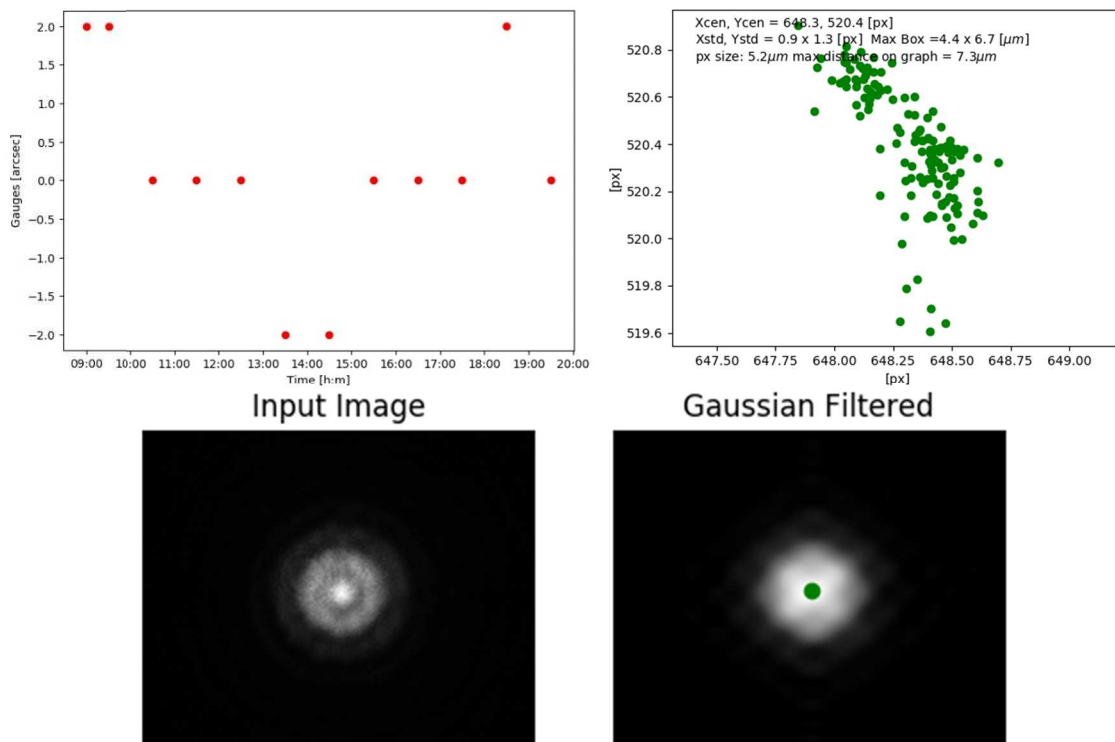 2.0
1.5
1.0
0.5
0.0
−0.5
−1.0
−1.5
−2.0
Gauges [arcsec]
09:00 10:00 11:00 12:00 13:00 14:00 15:00 16:00 17:00 18:00 19:00 20:00
Time [h:m]
Xcen, Ycen = 648.3, 520.4 [px]
Xstd, Ystd = 0.9 x 1.3 [px] Max Box =4.4 x 6.7 [μm]
px size: 5.2μm max distance on graph = 7.3μm
520.8
520.6
520.4
520.2
520.0
519.8
519.6
[px]
647.50 647.75 648.00 648.25 648.50 648.75 649.00
[px]
Input Image
Gaussian Filtered